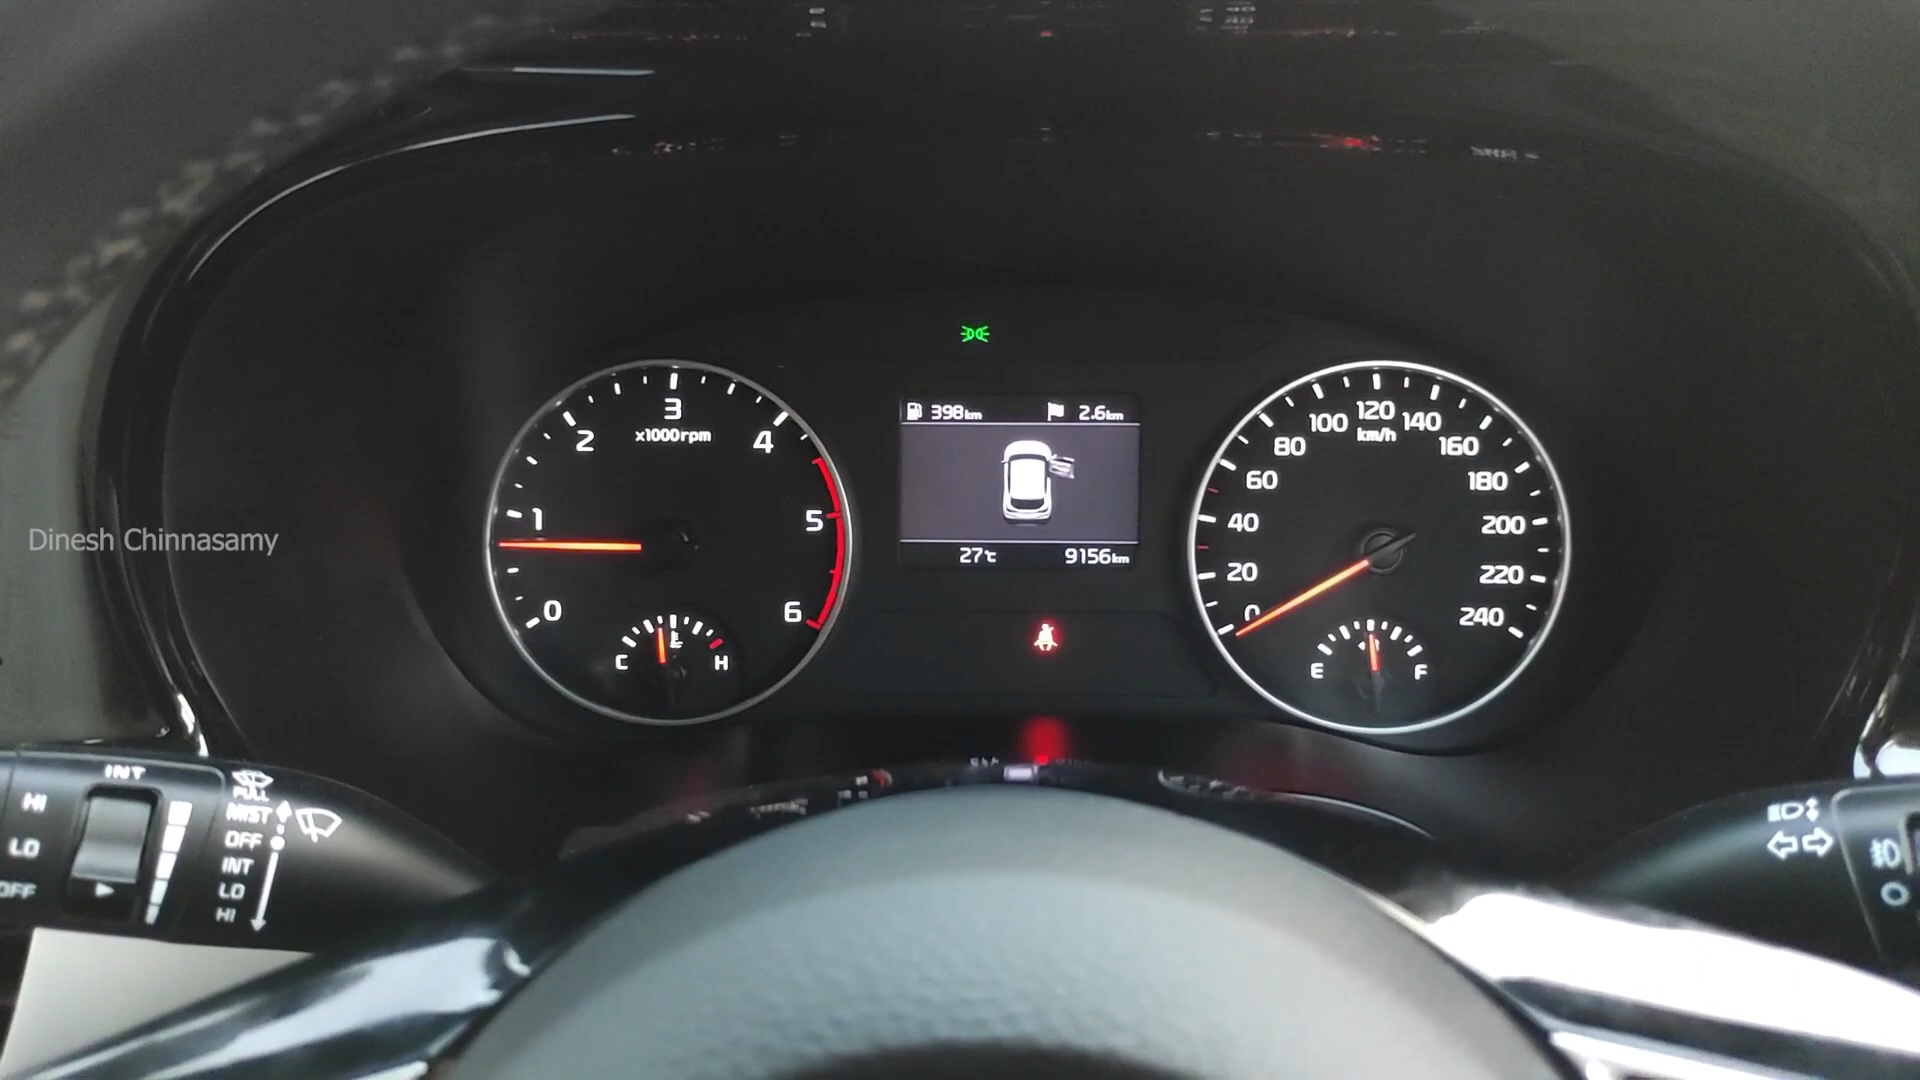 398km 2.6km
27℃ 9156km
0
1
2
3
4
5
6
x1000rpm
C H
0
20
40
60
80
100
120
140
160
180
200
220
240
km/h
E F
Dinesh Chinnasamy
INT
HI
LO
OFF
PULL
MIST
OFF
INT
LO
HI